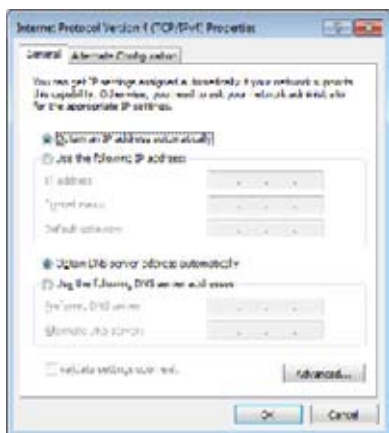 Internet Protocol Version 4 (TCP/IPv4) Properties
General
Alternate Configuration
You can get IP settings assigned automatically if your network supports
this capability. Otherwise, you need to ask your network administrator
for the appropriate IP settings.
Obtain an IP address automatically
Use the following IP address:
IP address:
Subnet mask:
Default gateway:
Obtain DNS server address automatically
Use the following DNS server addresses:
Preferred DNS server:
Alternate DNS server:
Validate settings upon exit
Advanced...
OK
Cancel